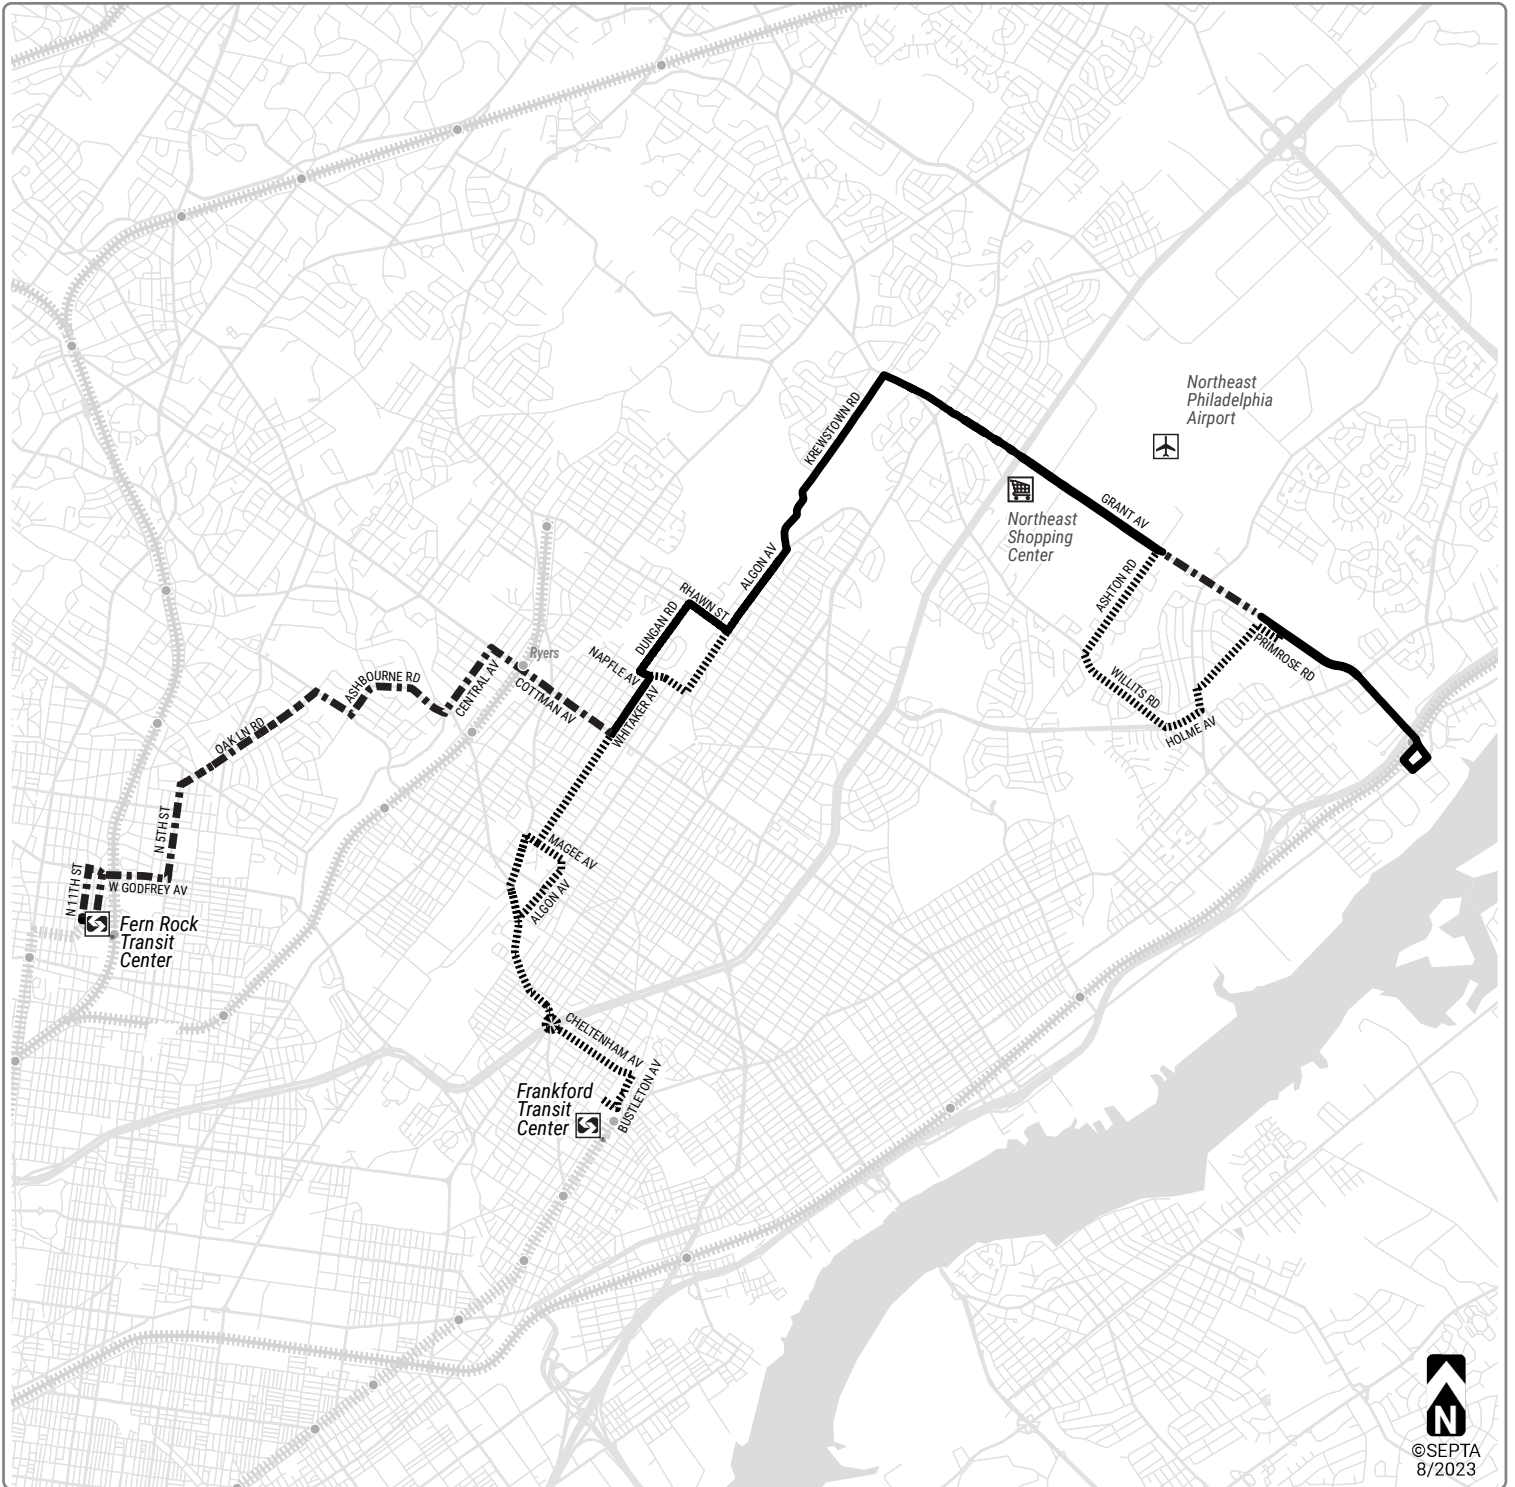 Northeast
Philadelphia
Airport
KREWSTOWN RD
GRANT AV
Northeast
Shopping
Center
ALGON AV
ASHTON RD
RHAWN ST
DUNGAN RD
NAPFLE AV
Ryers
PRIMROSE RD
ASHBOURNE RD
CENTRAL AV
COTTMAN AV
WHITAKER AV
WILLITS RD
HOLME AV
OAK LN RD
N 5TH ST
MAGEE AV
ALGON AV
N 11TH ST
W GODFREY AV
Fern Rock
Transit
Center
CHELTENHAM AV
BUSTLETON AV
Frankford
Transit
Center
N
©SEPTA
8/2023